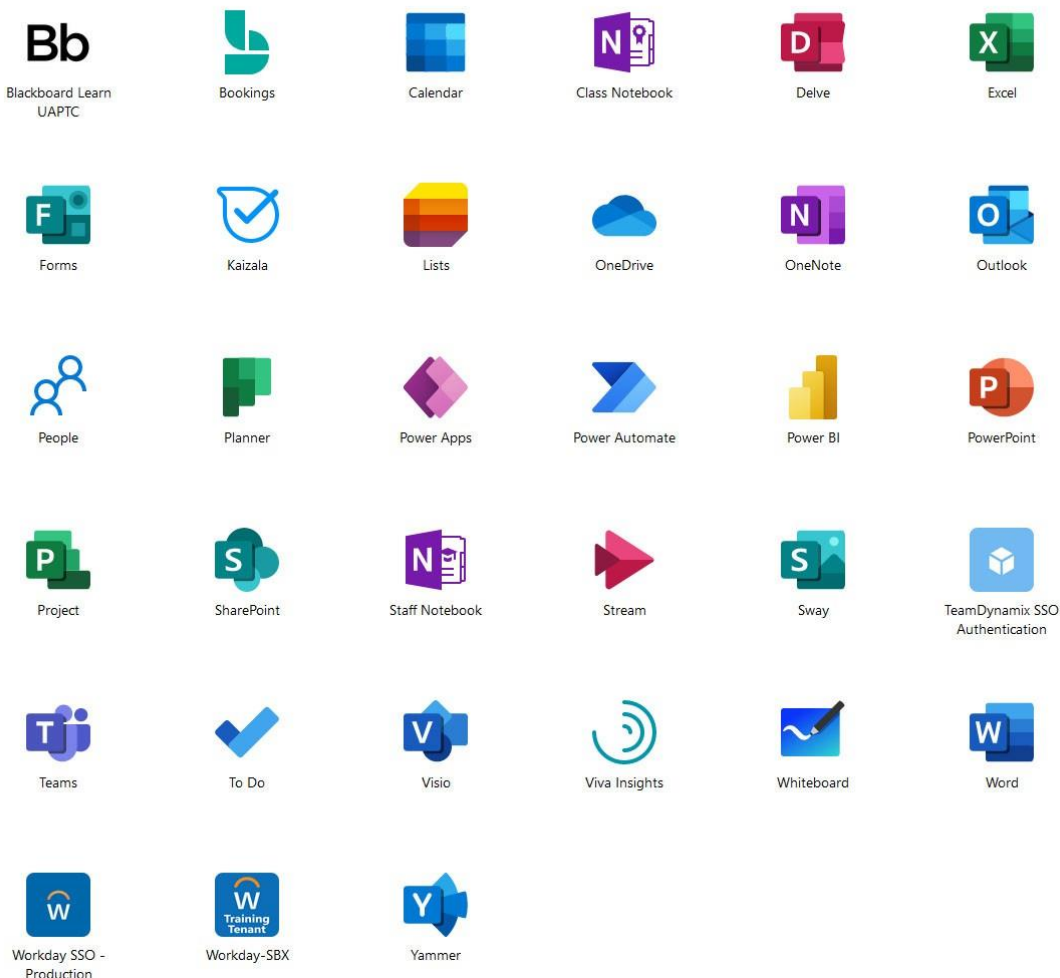 Bb
Blackboard Learn
UAPTC
b
Bookings
Calendar
N
Class Notebook
D
Delve
X
Excel
F
Forms
Kaizala
Lists
OneDrive
N
OneNote
O
Outlook
People
Planner
Power Apps
Power Automate
Power BI
P
PowerPoint
P
Project
S
SharePoint
N
Staff Notebook
Stream
S
Sway
TeamDynamix SSO
Authentication
T
Teams
To Do
V
Visio
Viva Insights
Whiteboard
W
Word
W
Workday SSO -
Production
W
Training
Tenant
Workday-SBX
Y
Yammer